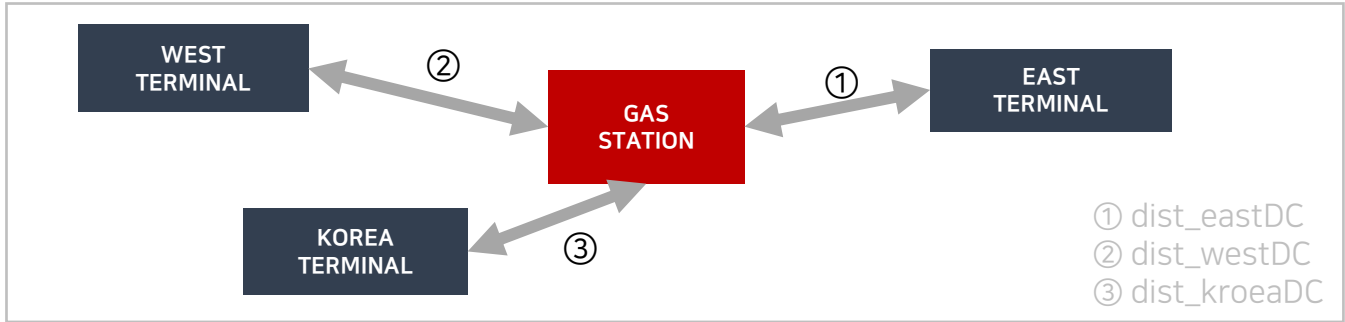 WEST
TERMINAL
②
GAS
STATION
①
EAST
TERMINAL
KOREA
TERMINAL
③
① dist_eastDC
② dist_westDC
③ dist_kroeaDC